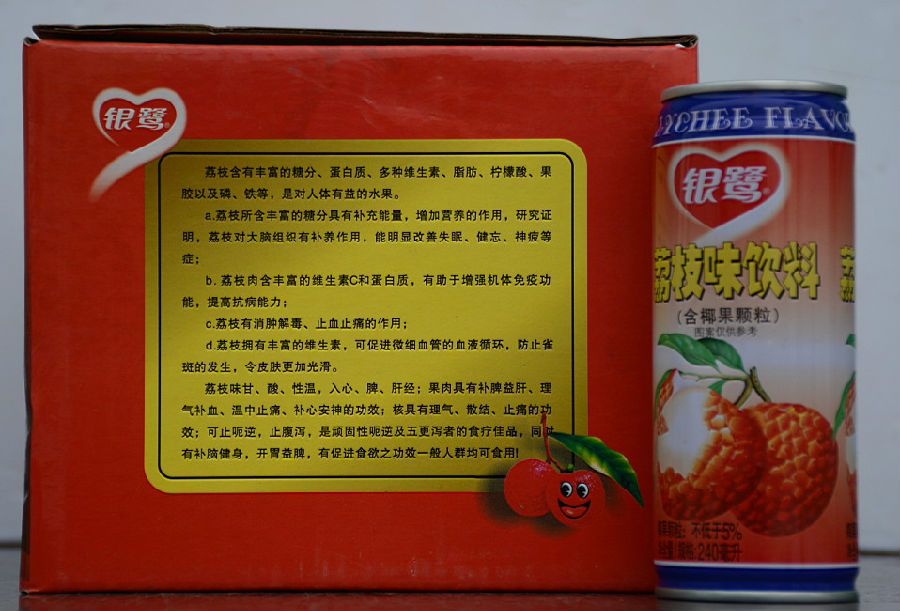 银鹭
荔含有丰富的糖分、蛋白质、多种维生素、脂肪、柠檬酸、果
胶以及磷、铁等，是对人体有益的水果。
a.荔枝所含丰富的糖分具有补充能量，增加营养的作用，研究证
明，荔枝对大脑组织有补养作用，能明显改善失眠、健忘、神疲等
症；
b.荔枝肉含丰富的维生素C和蛋白质，有助于增强机体免疫功
能，提高抗病能力；
c.荔枝有消肿解毒、止血止痛的作用；
d.荔枝拥有丰富的维生素，可促进微细血管的血液循环，防止雀
斑的发生，令皮肤更加光滑。
荔枝味甘、酸、性温，入心、脾、肝经；果肉具有补脾益肝、理
气补血、温中止痛、补心安神的功效；核具有理气、散结、止痛的功
效；可止呃逆，止腹泻，是顽固性呃逆及五更泻者的食疗佳品，同时
有补脑健身，开胃益脾，有促进食欲之功效一般人群均可食用!
LYCHEE FLAVO
银鹭
荔枝味饮料
(含椰果颗粒)
图案仅供参考
椰果颗粒：不低于5%
规格:240毫升